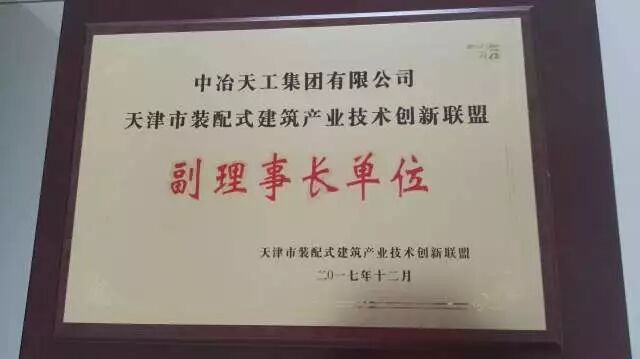 中冶天工集团有限公司
天津市装配式建筑产业技术创新联盟
副理事长单位
天津市装配式建筑产业技术创新联盟
二〇一七年十二月